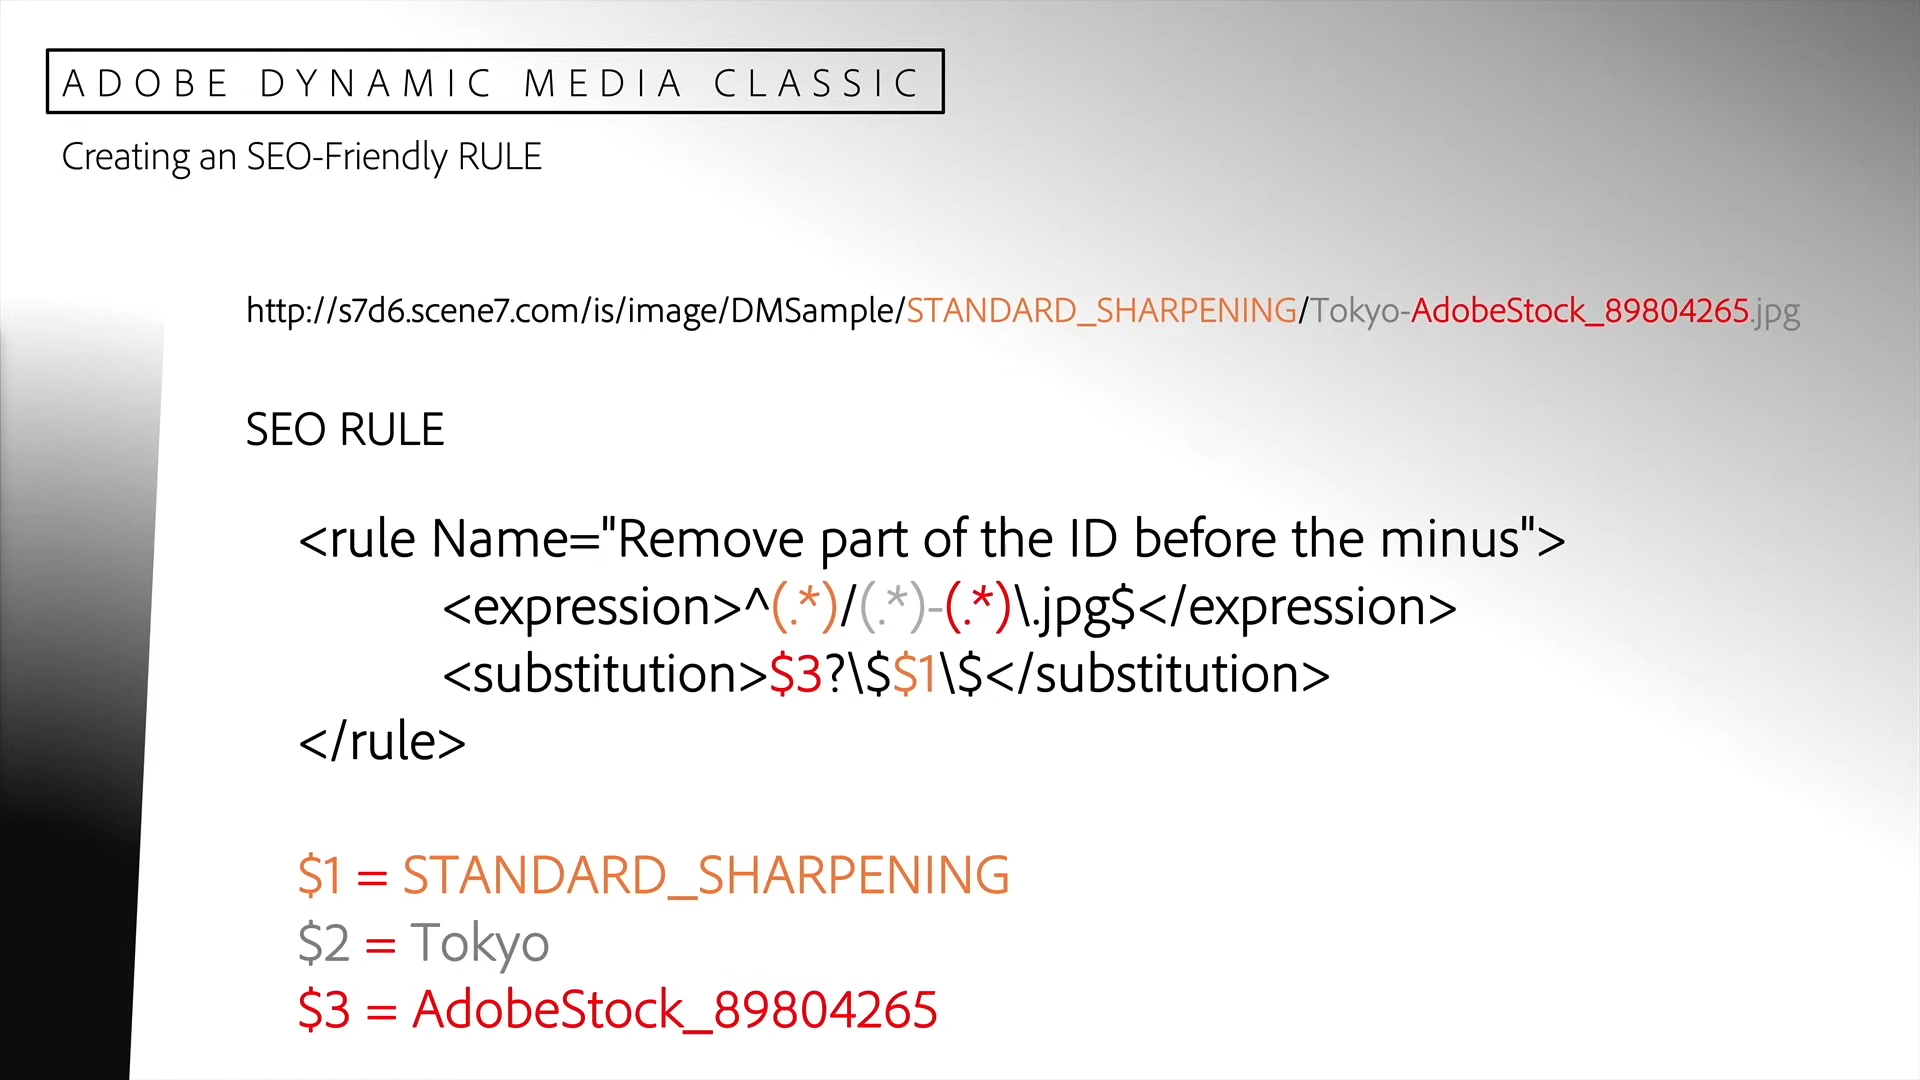 ADOBE DYNAMIC MEDIA CLASSIC
Creating an SEO-Friendly RULE
http://s7d6.scene7.com/is/image/DMSample/STANDARD_SHARPENING/Tokyo-AdobeStock_89804265.jpg
SEO RULE
<rule Name="Remove part of the ID before the minus">
<expression>^(.*)/(.*)-(.*)\.jpg$</expression>
<substitution>$3?\$$1\$</substitution>
</rule>
$1 = STANDARD_SHARPENING
$2 = Tokyo
$3 = AdobeStock_89804265